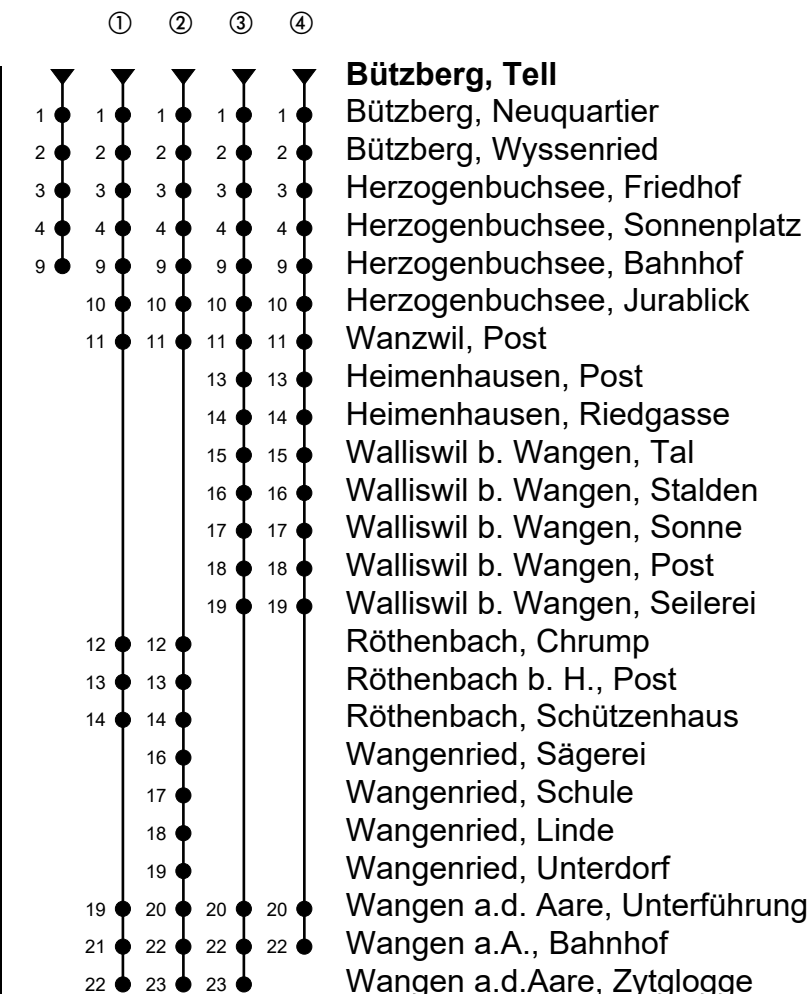 ① ② ③ ④
Bützberg, Tell
1 1 1 1 1 Bützberg, Neuquartier
2 2 2 2 2 Bützberg, Wyssenried
3 3 3 3 3 Herzogenbuchsee, Friedhof
4 4 4 4 4 Herzogenbuchsee, Sonnenplatz
9 9 9 9 9 Herzogenbuchsee, Bahnhof
10 10 10 10 Herzogenbuchsee, Jurablick
11 11 11 11 Wanzwil, Post
13 13 Heimenhausen, Post
14 14 Heimenhausen, Riedgasse
15 15 Walliswil b. Wangen, Tal
16 16 Walliswil b. Wangen, Stalden
17 17 Walliswil b. Wangen, Sonne
18 18 Walliswil b. Wangen, Post
19 19 Walliswil b. Wangen, Seilerei
12 12 Röthenbach, Chrump
13 13 Röthenbach b. H., Post
14 14 Röthenbach, Schützenhaus
16 Wangenried, Sägerei
17 Wangenried, Schule
18 Wangenried, Linde
19 Wangenried, Unterdorf
19 20 20 20 Wangen a.d. Aare, Unterführung
21 22 22 22 Wangen a.A., Bahnhof
22 23 23 Wangen a.d.Aare, Zytglogge